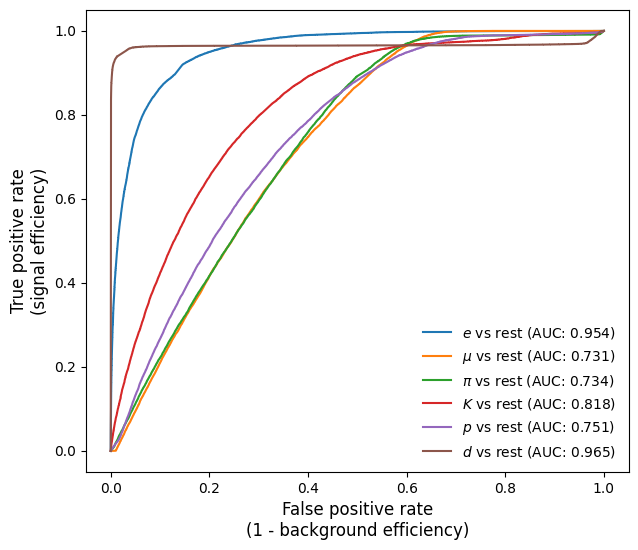 1.0
0.8
0.6
0.4
0.2
0.0
True positive rate
(signal efficiency)
e vs rest (AUC: 0.954)
μ vs rest (AUC: 0.731)
π vs rest (AUC: 0.734)
K vs rest (AUC: 0.818)
p vs rest (AUC: 0.751)
d vs rest (AUC: 0.965)
0.0 0.2 0.4 0.6 0.8 1.0
False positive rate
(1 - background efficiency)